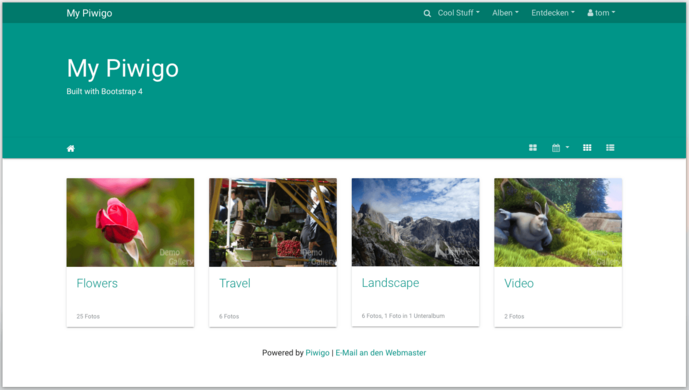 My Piwigo
Cool Stuff Alben Entdecken tom
My Piwigo
Built with Bootstrap 4
Demo Gallery
Demo Gallery
Demo Gallery
Demo Gallery
Flowers
Travel
Landscape
Video
25 Fotos
6 Fotos
6 Fotos, 1 Foto in 1 Unteralbum
2 Fotos
Powered by Piwigo | E-Mail an den Webmaster